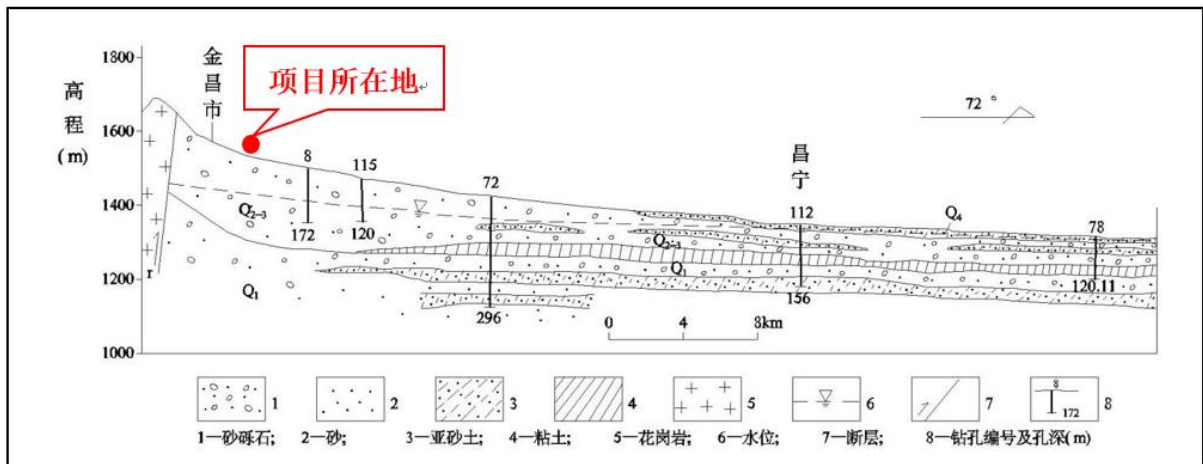 1800
1600
1400
1200
1000
高程
(m)
金昌市
项目所在地
72°
8
172
115
120
72
296
昌宁
112
156
78
120.11
Q₂₋₃
Q₁
r
Q₂₋₃
Q₁
Q₄
0 4 8km
1 2 3 4 5 6 7 8
8
172
1—砂砾石; 2—砂; 3—亚砂土; 4—粘土; 5—花岗岩; 6—水位; 7—断层; 8—钻孔编号及孔深(m)